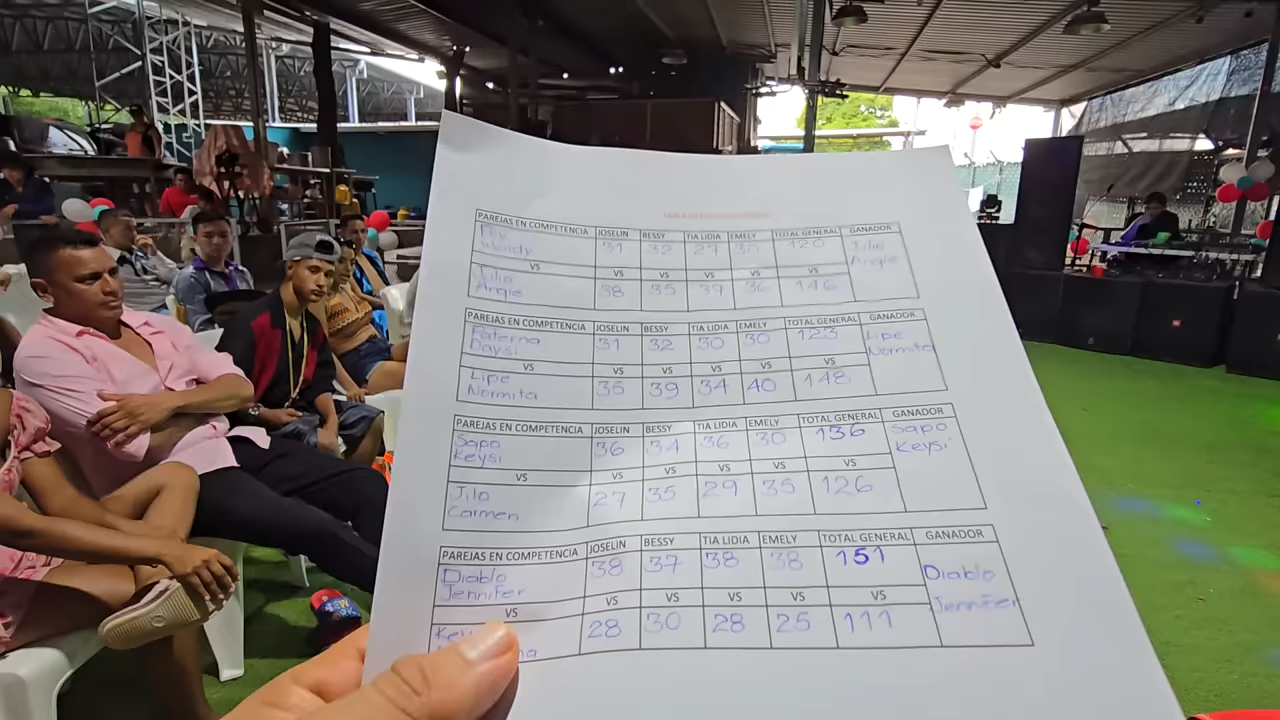 PAREJAS EN COMPETENCIA JOSELIN BESSY TIA LIDIA EMELY TOTAL GENERAL GANADOR
Wendy 31 32 27 30 120 Julio Angie
VS VS VS VS VS VS
Julio Angie 38 35 37 36 146
PAREJAS EN COMPETENCIA JOSELIN BESSY TIA LIDIA EMELY TOTAL GENERAL GANADOR
Paterna Daysi 31 32 30 30 123 Lipe Normita
VS VS VS VS VS VS
Lipe Normita 35 39 34 40 148
PAREJAS EN COMPETENCIA JOSELIN BESSY TIA LIDIA EMELY TOTAL GENERAL GANADOR
Sapo Keysi 36 34 36 30 136 Sapo Keysi
VS VS VS VS VS VS
Jilo Carmen 27 35 29 35 126
PAREJAS EN COMPETENCIA JOSELIN BESSY TIA LIDIA EMELY TOTAL GENERAL GANADOR
Diablo Jennifer 38 37 38 38 151 Diablo Jennifer
VS VS VS VS VS VS
28 30 28 25 111